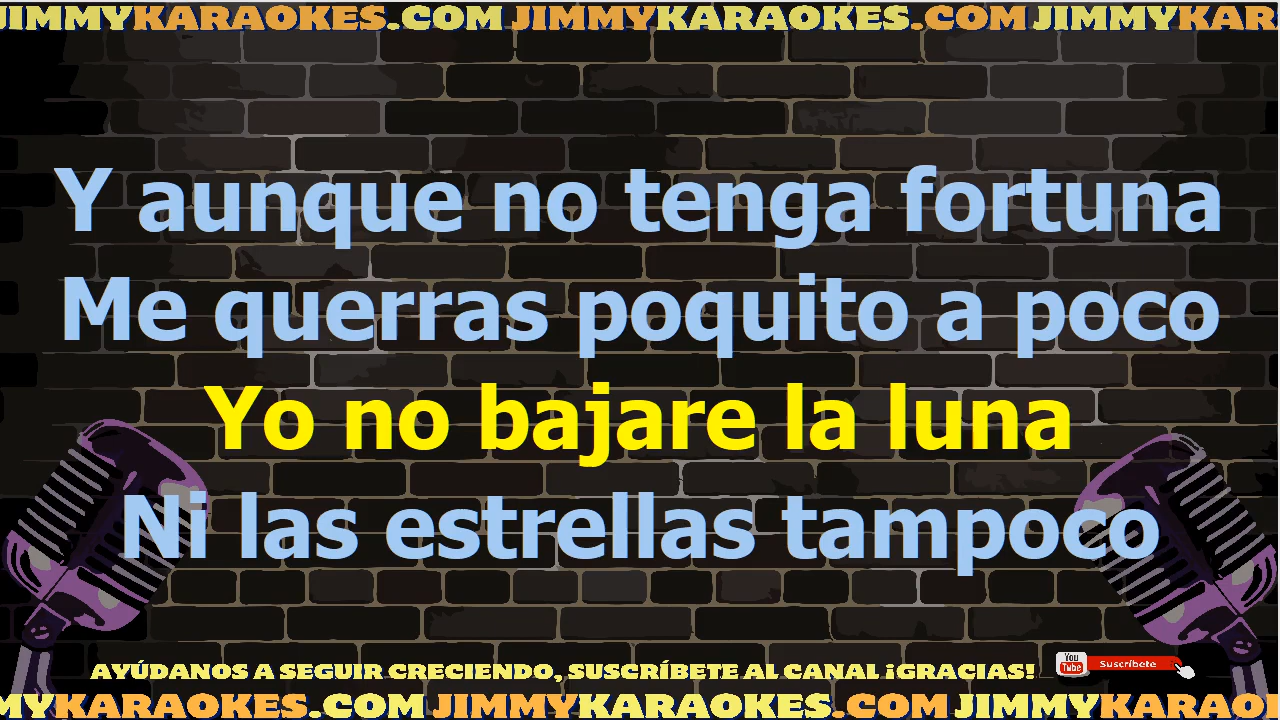 JIMMYKARAOKES.COM JIMMYKARAOKES.COM JIMMYKAR
Y aunque no tenga fortuna
Me querras poquito a poco
Yo no bajare la luna
Ni las estrellas tampoco
AYÚDANOS A SEGUIR CRECIENDO, SUSCRÍBETE AL CANAL ¡GRACIAS!
You Tube Suscríbete
MYKARAOKES.COM JIMMYKARAOKES.COM JIMMYKARAO